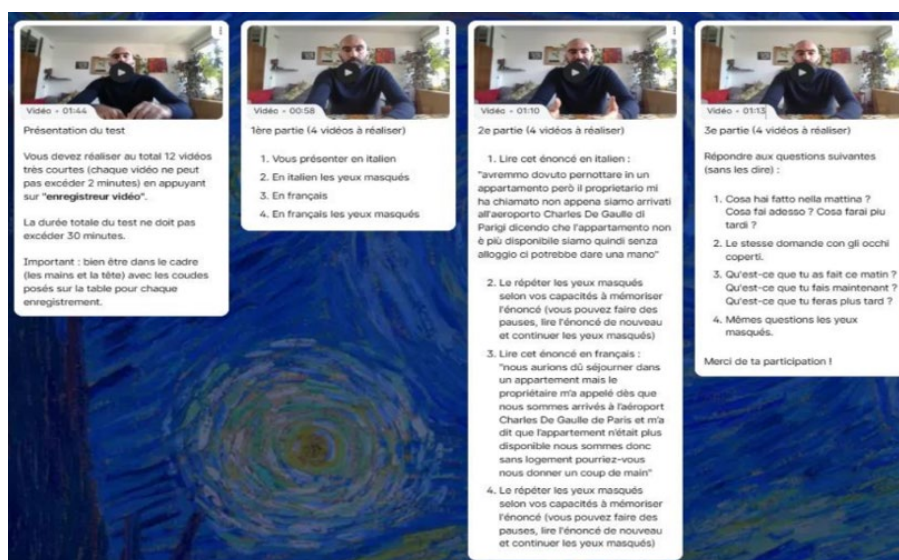 Vidéo • 01:44
Présentation du test
Vous devez réaliser au total 12 vidéos
très courtes (chaque vidéo ne peut
pas excéder 2 minutes) en appuyant
sur "enregistreur vidéo".
La durée totale du test ne doit pas
excéder 30 minutes.
Important : bien être dans le cadre
(les mains et la tête) avec les coudes
posés sur la table pour chaque
enregistrement.
Vidéo • 00:58
1ère partie (4 vidéos à réaliser)
1. Vous présenter en italien
2. En italien les yeux masqués
3. En français
4. En français les yeux masqués
Vidéo • 01:10
2e partie (4 vidéos à réaliser)
1. Lire cet énoncé en italien :
"avremmo dovuto pernottare in un
appartamento però il proprietario mi
ha chiamato non appena siamo arrivati
all'aeroporto Charles De Gaulle di
Parigi dicendo che l'appartamento non
è più disponibile siamo quindi senza
alloggio ci potrebbe dare una mano"
2. Le répéter les yeux masqués
selon vos capacités à mémoriser
l'énoncé (vous pouvez faire des
pauses, lire l'énoncé de nouveau
et continuer les yeux masqués)
3. Lire cet énoncé en français :
"nous aurions dû séjourner dans
un appartement mais le
propriétaire m'a appelé dès que
nous sommes arrivés à l'aéroport
Charles De Gaulle de Paris et m'a
dit que l'appartement n'était plus
disponible nous sommes donc
sans logement pourriez-vous
nous donner un coup de main"
4. Le répéter les yeux masqués
selon vos capacités à mémoriser
l'énoncé (vous pouvez faire des
pauses, lire l'énoncé de nouveau
et continuer les yeux masqués)
Vidéo • 01:13
3e partie (4 vidéos à réaliser)
Répondre aux questions suivantes
(sans les dire) :
1. Cosa hai fatto nella mattina ?
Cosa fai adesso ? Cosa farai piu
tardi ?
2. Le stesse domande con gli occhi
coperti.
3. Qu'est-ce que tu as fait ce matin ?
Qu'est-ce que tu fais maintenant ?
Qu'est-ce que tu feras plus tard ?
4. Mêmes questions les yeux
masqués.
Merci de ta participation !